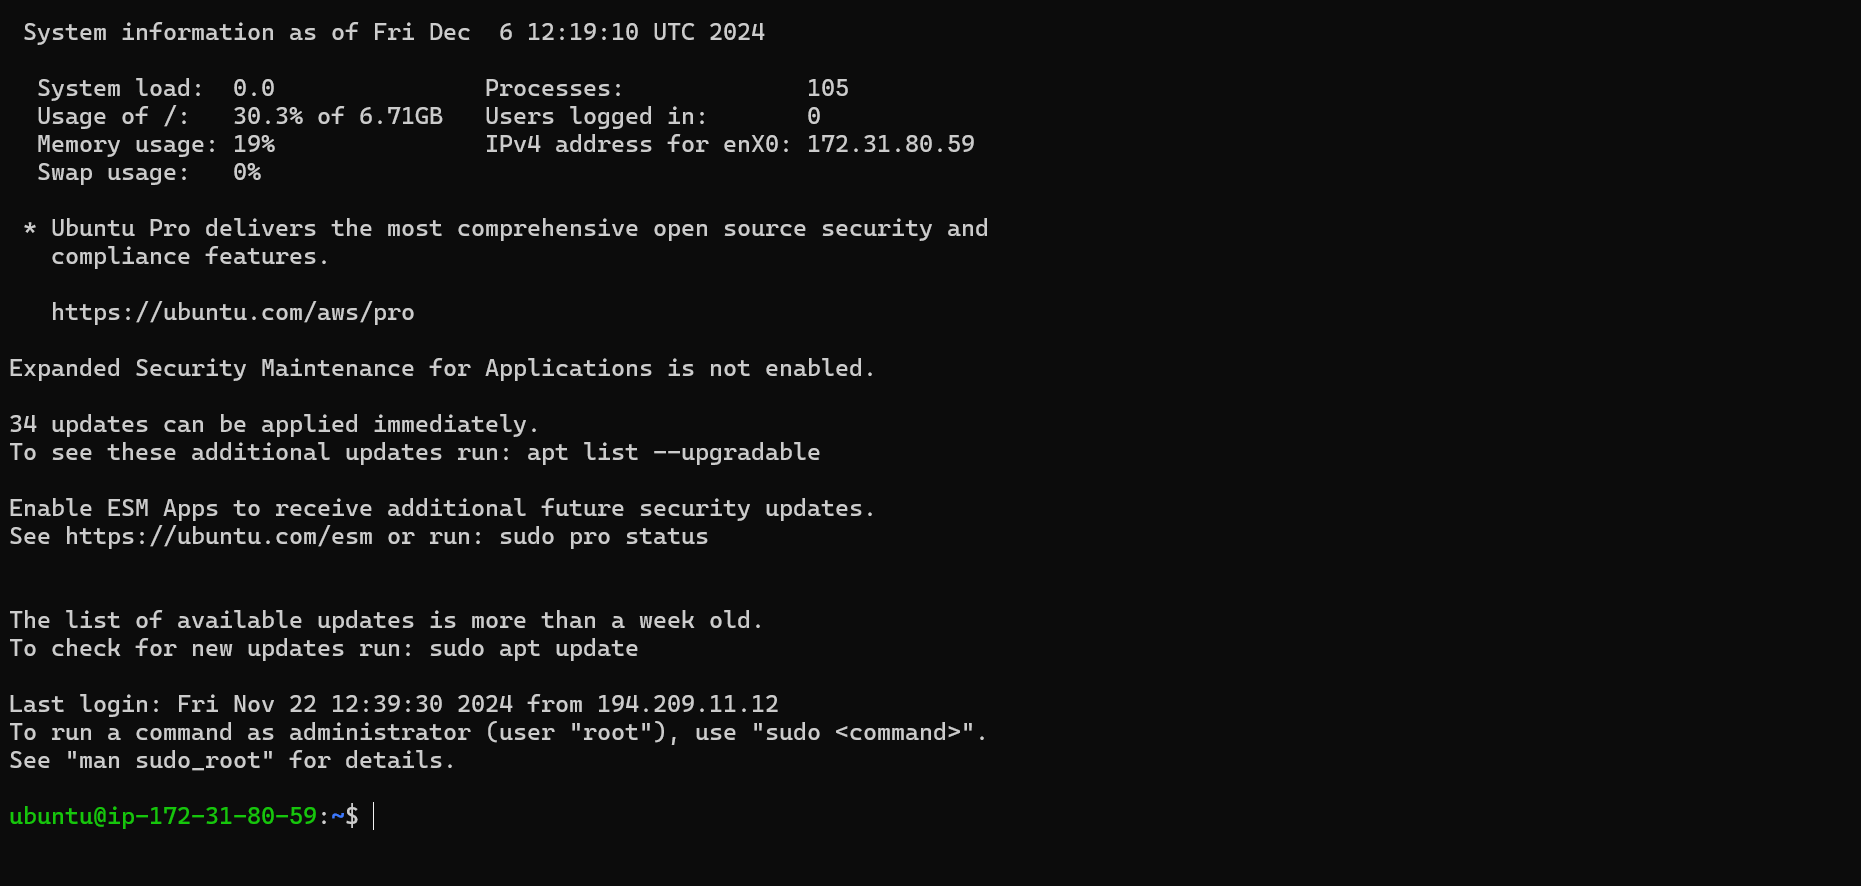 System information as of Fri Dec  6 12:19:10 UTC 2024
System load:  0.0               Processes:             105
Usage of /:   30.3% of 6.71GB   Users logged in:       0
Memory usage: 19%               IPv4 address for enX0: 172.31.80.59
Swap usage:   0%
* Ubuntu Pro delivers the most comprehensive open source security and
compliance features.
https://ubuntu.com/aws/pro
Expanded Security Maintenance for Applications is not enabled.
34 updates can be applied immediately.
To see these additional updates run: apt list --upgradable
Enable ESM Apps to receive additional future security updates.
See https://ubuntu.com/esm or run: sudo pro status
The list of available updates is more than a week old.
To check for new updates run: sudo apt update
Last login: Fri Nov 22 12:39:30 2024 from 194.209.11.12
To run a command as administrator (user "root"), use "sudo <command>".
See "man sudo_root" for details.
ubuntu@ip-172-31-80-59:~$